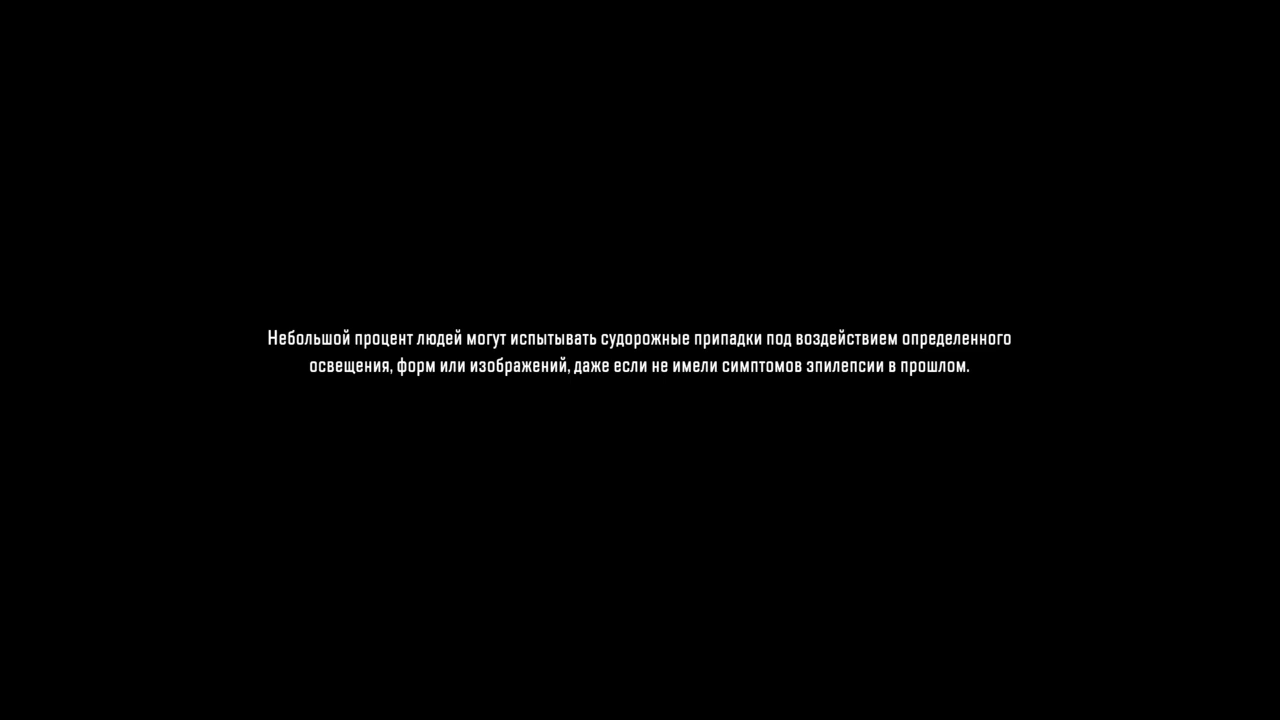 Небольшой процент людей могут испытывать судорожные припадки под воздействием определенного
освещения, форм или изображений, даже если не имели симптомов эпилепсии в прошлом.